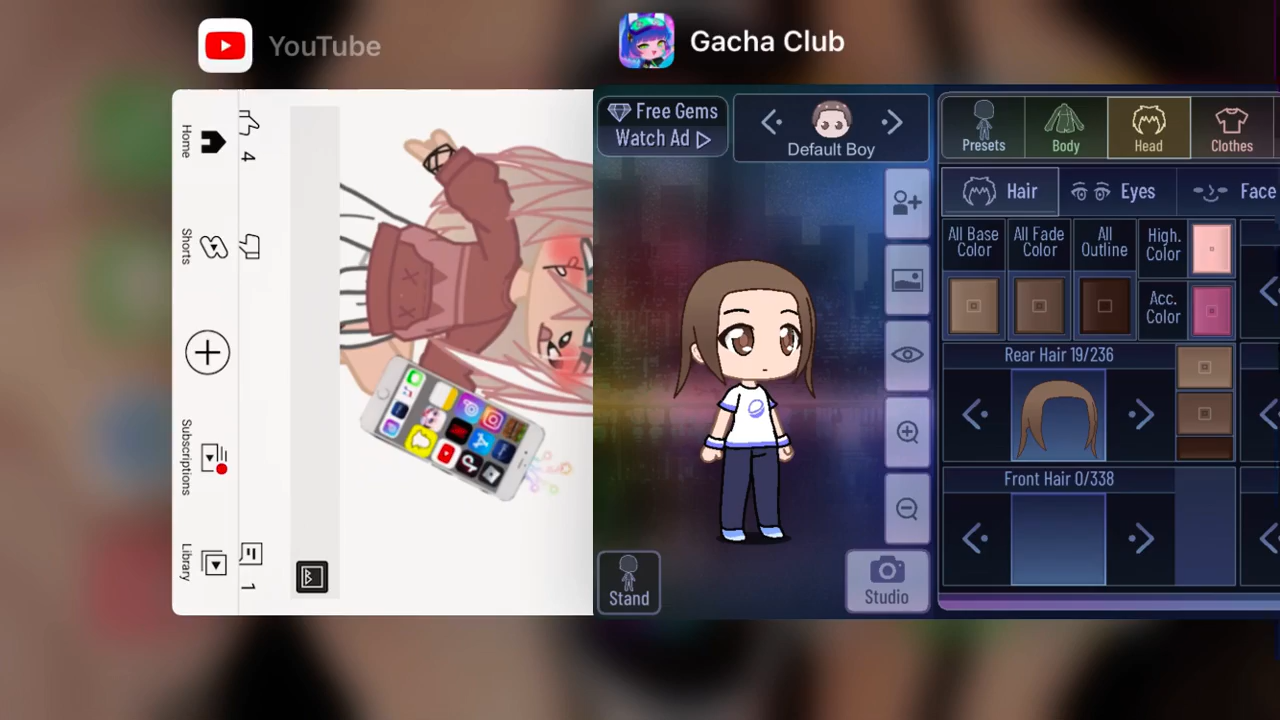 YouTube
Gacha Club
Home
Shorts
Subscriptions
Library
4
1
Free Gems
Watch Ad
Default Boy
Stand
Studio
Presets
Body
Head
Clothes
Hair
Eyes
Face
All Base
Color
All Fade
Color
All
Outline
High.
Color
Acc.
Color
Rear Hair 19/236
Front Hair 0/338